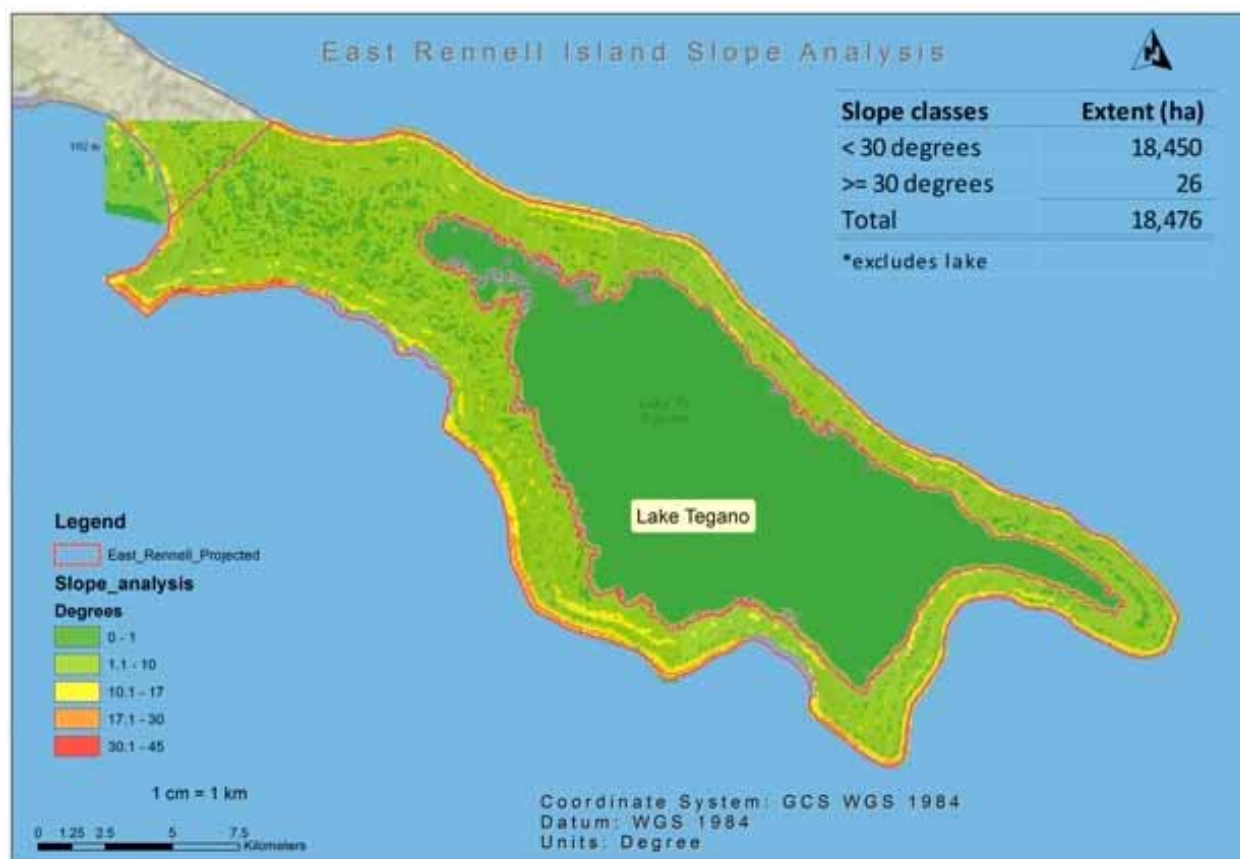 East Rennell Island Slope Analysis
N
Slope classes Extent (ha)
< 30 degrees 18,450
>= 30 degrees 26
Total 18,476
*excludes lake
Lake Tegano
Legend
East_Rennell_Projected
Slope_analysis
Degrees
0 - 1
1.1 - 10
10.1 - 17
17.1 - 30
30.1 - 45
1 cm = 1 km
0 1.25 2.5 5 7.5
Kilometers
Coordinate System: GCS WGS 1984
Datum: WGS 1984
Units: Degree